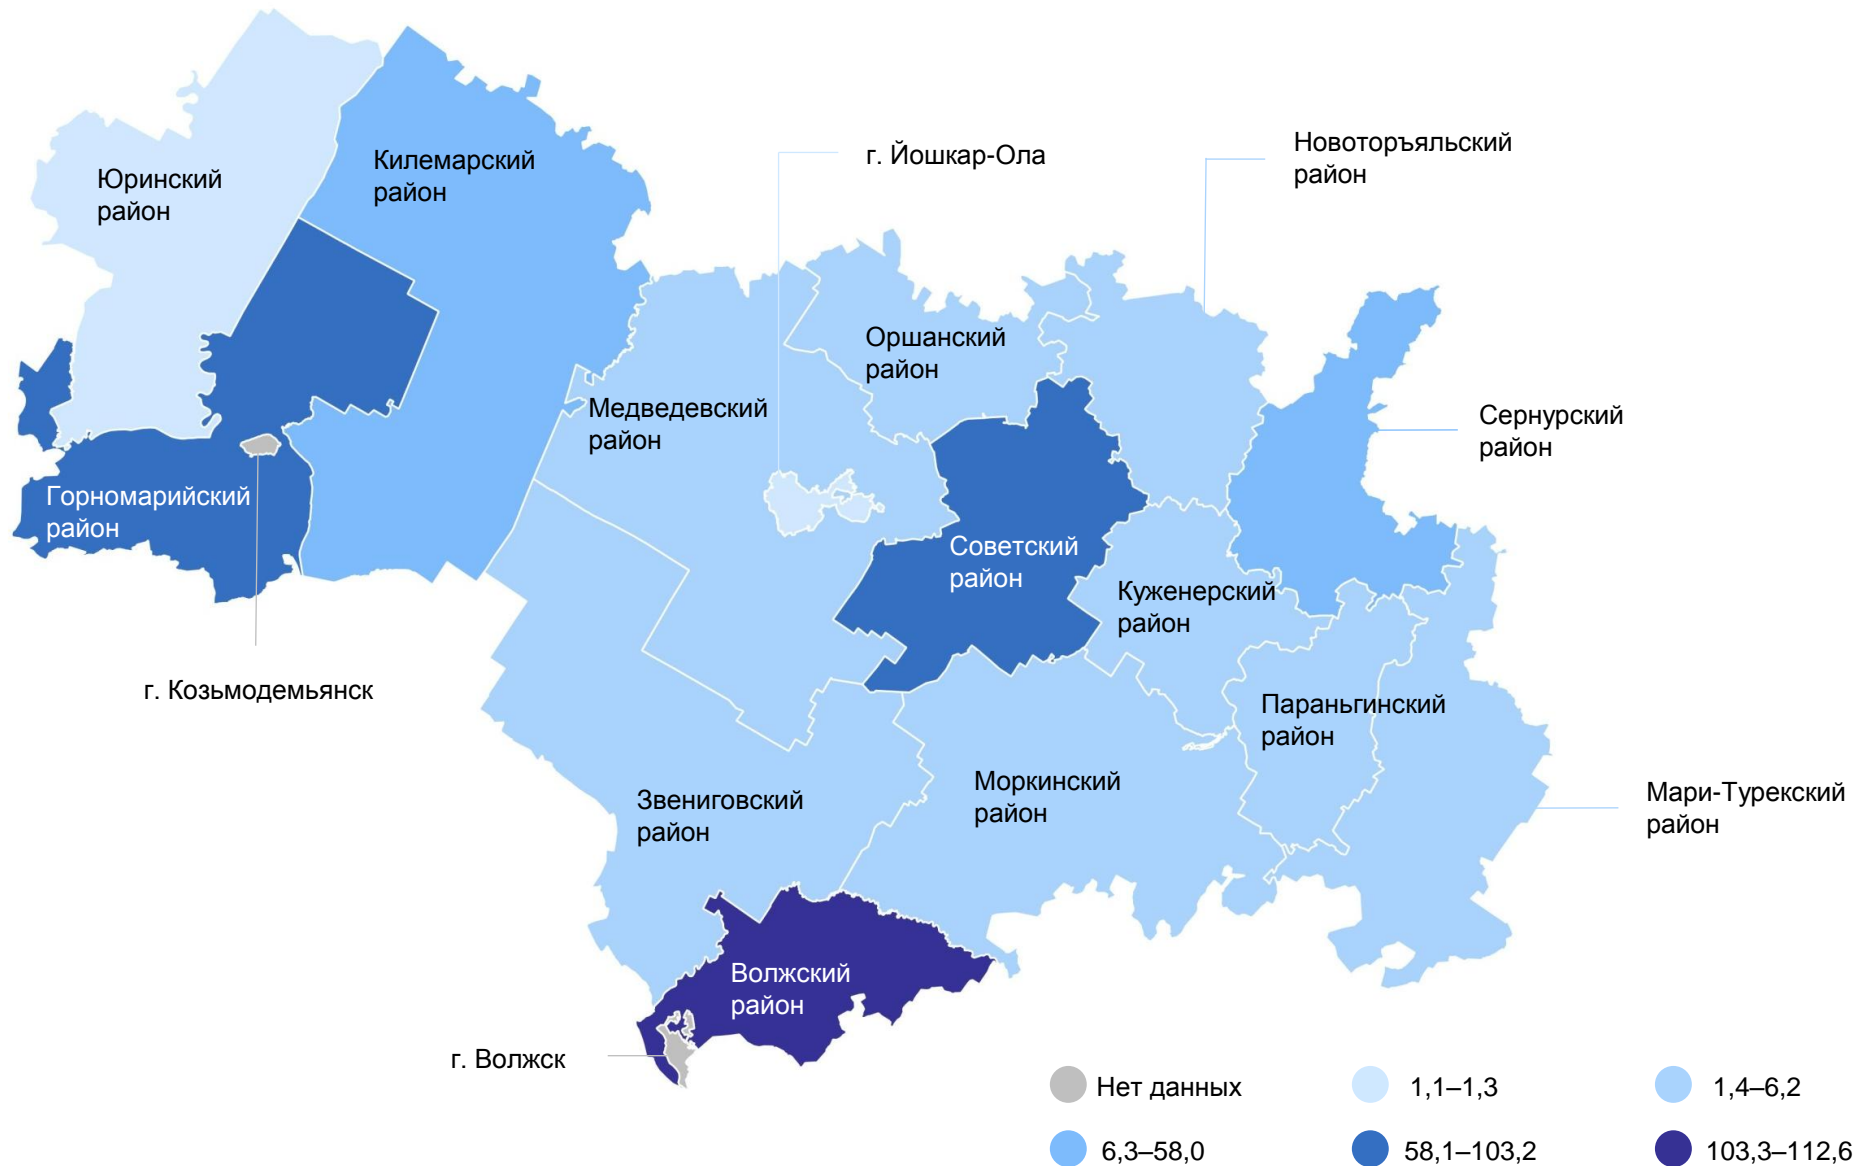 г. Йошкар-Ола
Новоторъяльский
район
Килемарский
район
Юринский
район
Оршанский
район
Медведевский
район
Сернурский
район
Горномарийский
район
Советский
район
Куженерский
район
г. Козьмодемьянск
Параньгинский
район
Моркинский
район
Звениговский
район
Мари-Турекский
район
Волжский
район
г. Волжск
Нет данных
1,1–1,3
1,4–6,2
6,3–58,0
58,1–103,2
103,3–112,6